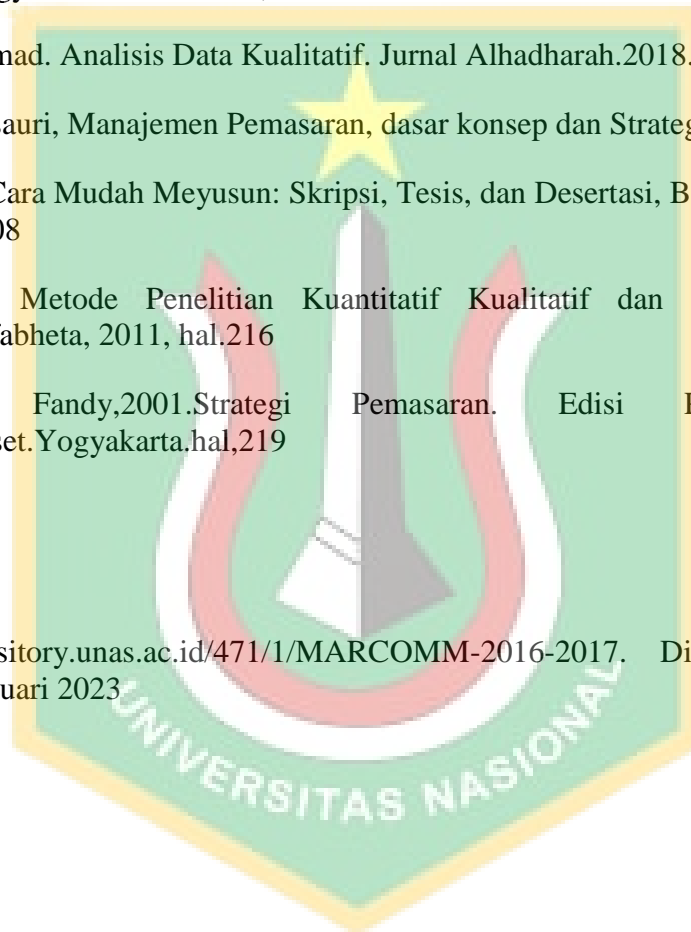 mad. Analisis Data Kualitatif. Jurnal Alhadharah.2018.
sauri, Manajemen Pemasaran, dasar konsep dan Strateg
Cara Mudah Meyusun: Skripsi, Tesis, dan Desertasi, B
08
Metode Penelitian Kuantitatif Kualitatif dan
fabheta, 2011, hal.216
Fandy,2001.Strategi Pemasaran. Edisi
set.Yogyakarta.hal,219
sitory.unas.ac.id/471/1/MARCOMM-2016-2017. Di
uari 2023
UNIVERSITAS NASIONAL